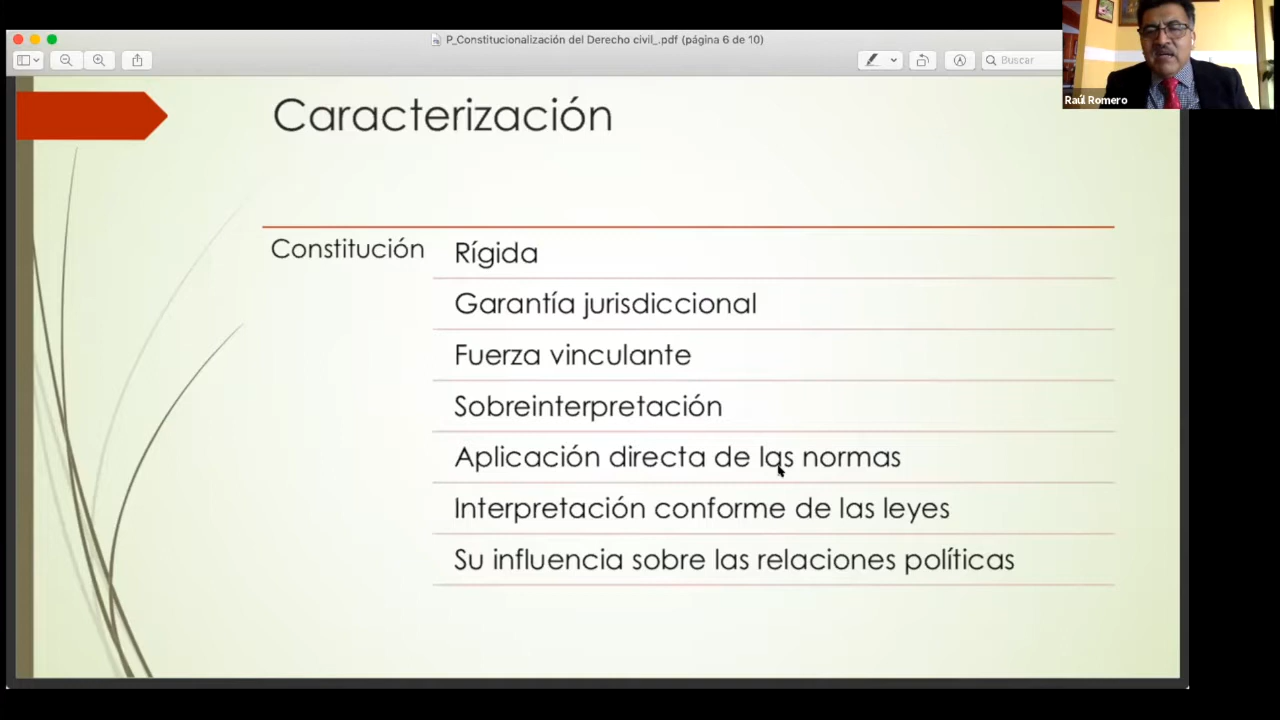 P_Constitucionalización del Derecho civil_.pdf (página 6 de 10)
Buscar
Raúl Romero
Caracterización
Constitución
Rígida
Garantía jurisdiccional
Fuerza vinculante
Sobreinterpretación
Aplicación directa de las normas
Interpretación conforme de las leyes
Su influencia sobre las relaciones políticas